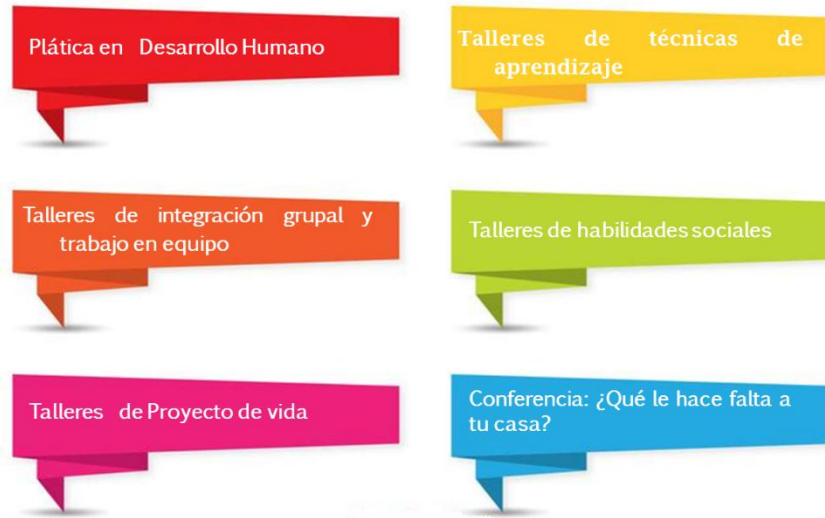 Plática en Desarrollo Humano
Talleres de técnicas de
aprendizaje
Talleres de integración grupal y
trabajo en equipo
Talleres de habilidades sociales
Talleres de Proyecto de vida
Conferencia: ¿Qué le hace falta a
tu casa?